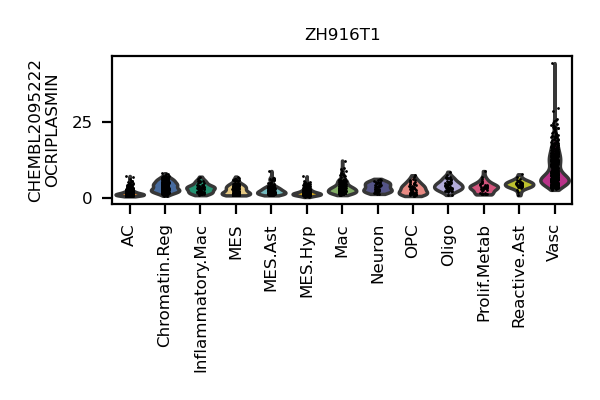 ZH916T1
CHEMBL2095222
OCRIPLASMIN
25
0
AC
Chromatin.Reg
Inflammatory.Mac
MES
MES.Ast
MES.Hyp
Mac
Neuron
OPC
Oligo
Prolif.Metab
Reactive.Ast
Vasc